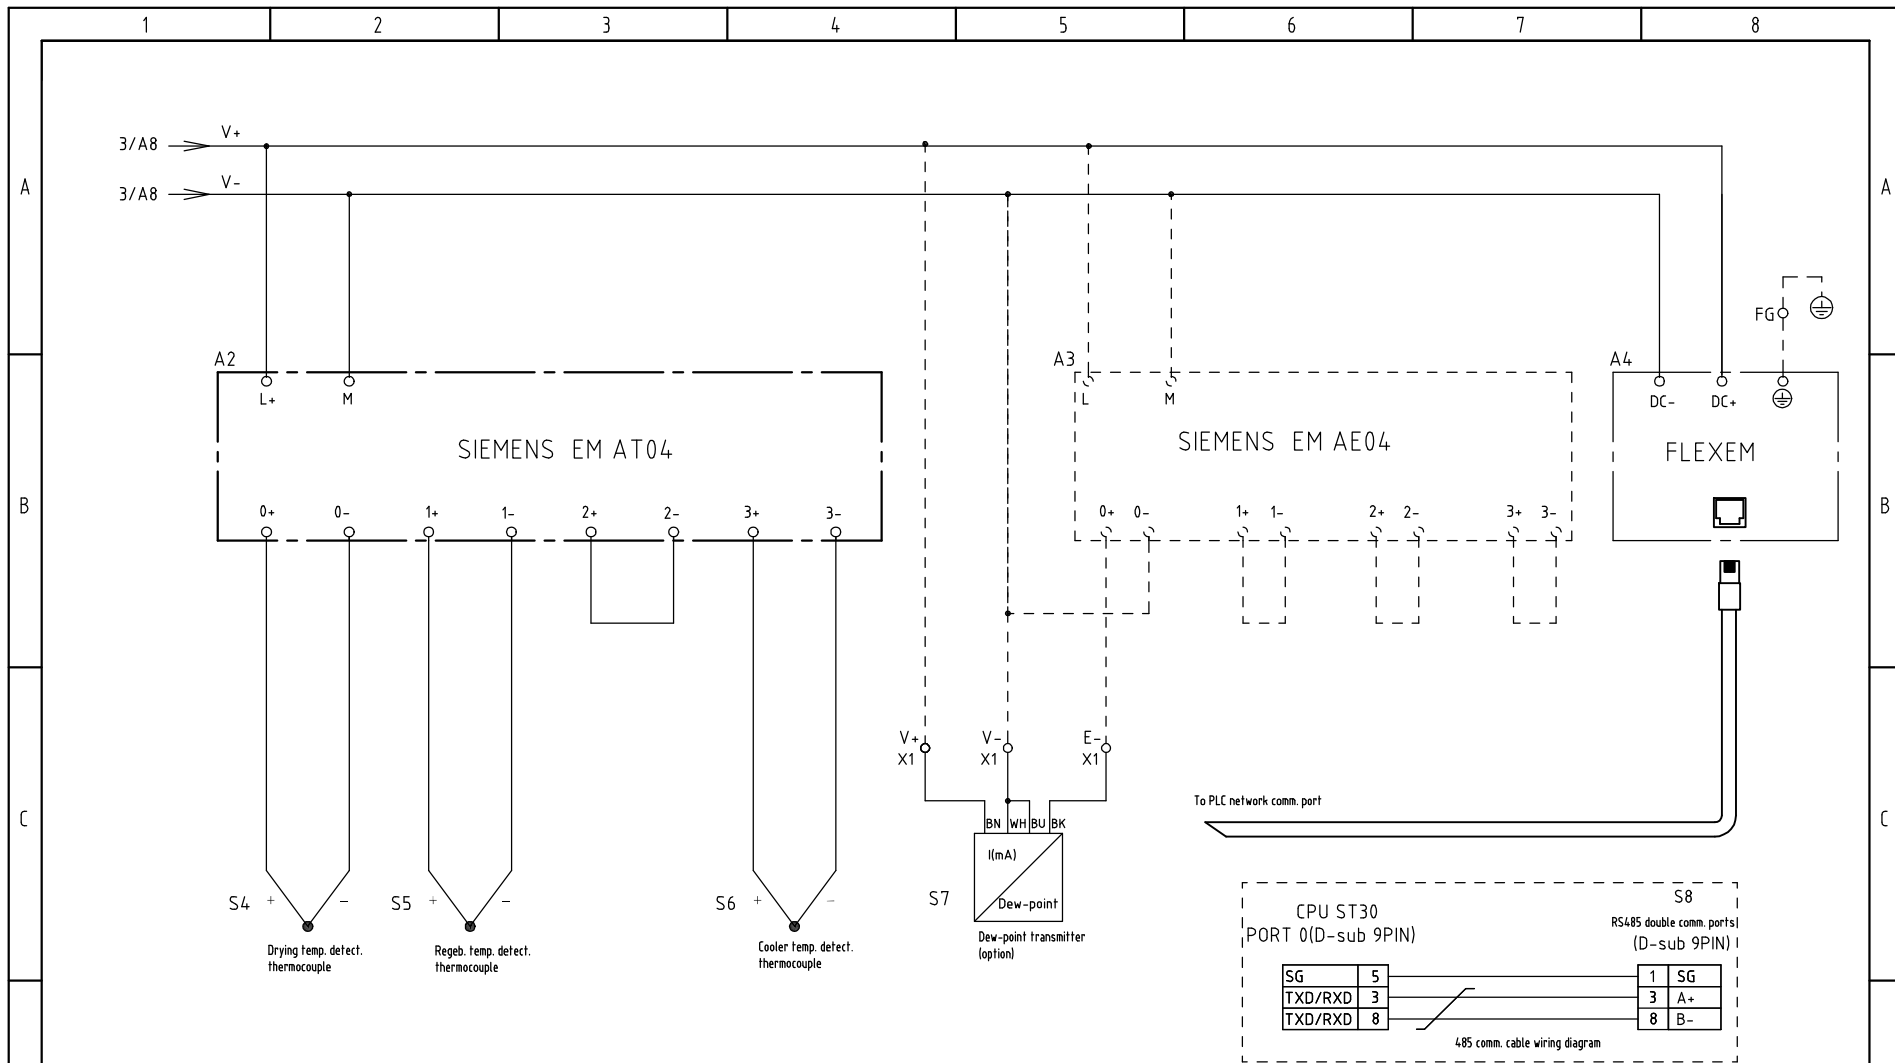 1 2 3 4 5 6 7 8
V+
3/A8
V-
3/A8
A A
FG
A2 A3 A4
L+ M L M DC- DC+
SIEMENS EM AT04 SIEMENS EM AE04 FLEXEM
B B
0+ 0- 1+ 1- 2+ 2- 3+ 3- 0+ 0- 1+ 1- 2+ 2- 3+ 3-
V+ V- E-
X1 X1 X1
To PLC network comm. port
C C
BN WH BU BK
I(mA)
S4 + - S5 + - S6 + - S7 Dew-point
Drying temp. detect.
thermocouple
Regeb. temp. detect.
thermocouple
Cooler temp. detect.
thermocouple
Dew-point transmitter
(option)
S8
CPU ST30 RS485 double comm. ports
PORT 0(D-sub 9PIN) (D-sub 9PIN)
SG 5 1 SG
TXD/RXD 3 3 A+
TXD/RXD 8 8 B-
485 comm. cable wiring diagram